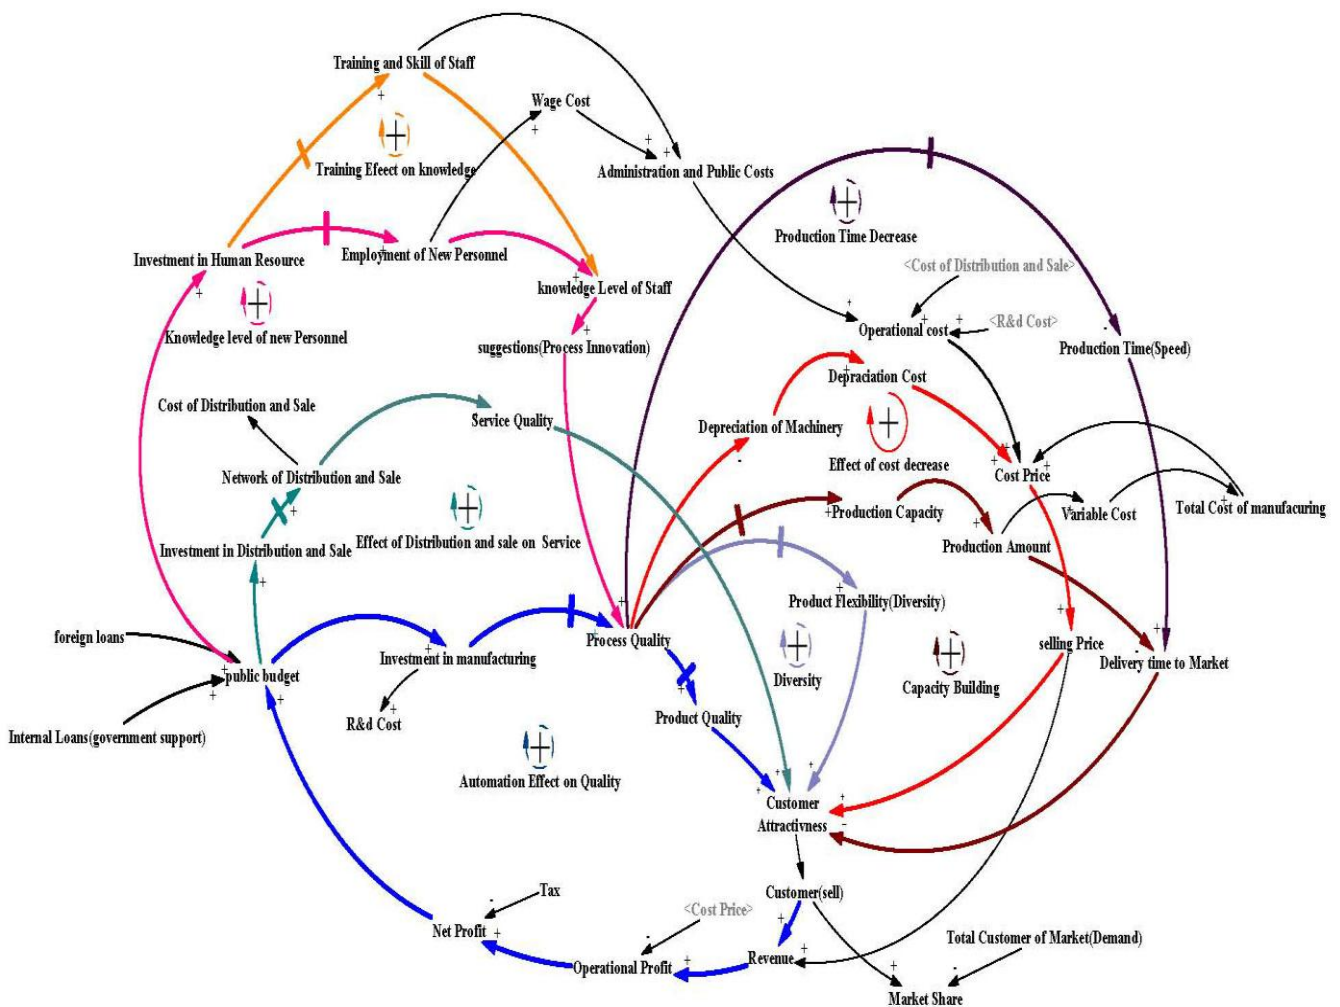 Training and Skill of Staff
Wage Cost
Training Efeect on knowledge
Administration and Public Costs
Production Time Decrease
Investment in Human Resource
Employment of New Personnel
<Cost of Distribution and Sale>
knowledge Level of Staff
Knowledge level of new Personnel
Operational cost
<R&d Cost>
suggestions(Process Innovation)
Production Time(Speed)
Depraciation Cost
Cost of Distribution and Sale
Service Quality
Depreciation of Machinery
Effect of cost decrease
Network of Distribution and Sale
Cost Price
Production Capacity
Variable Cost
Total Cost of manufacuring
Investment in Distribution and Sale
Effect of Distribution and sale on Service
Production Amount
Product Flexibility(Diversity)
foreign loans
Process Quality
selling Price
Investment in manufacturing
Delivery time to Market
public budget
Diversity
Capacity Building
R&d Cost
Product Quality
Internal Loans(government support)
Automation Effect on Quality
Customer
Attractivness
Tax
Customer(sell)
<Cost Price>
Net Profit
Total Customer of Market(Demand)
Operational Profit
Revenue
Market Share